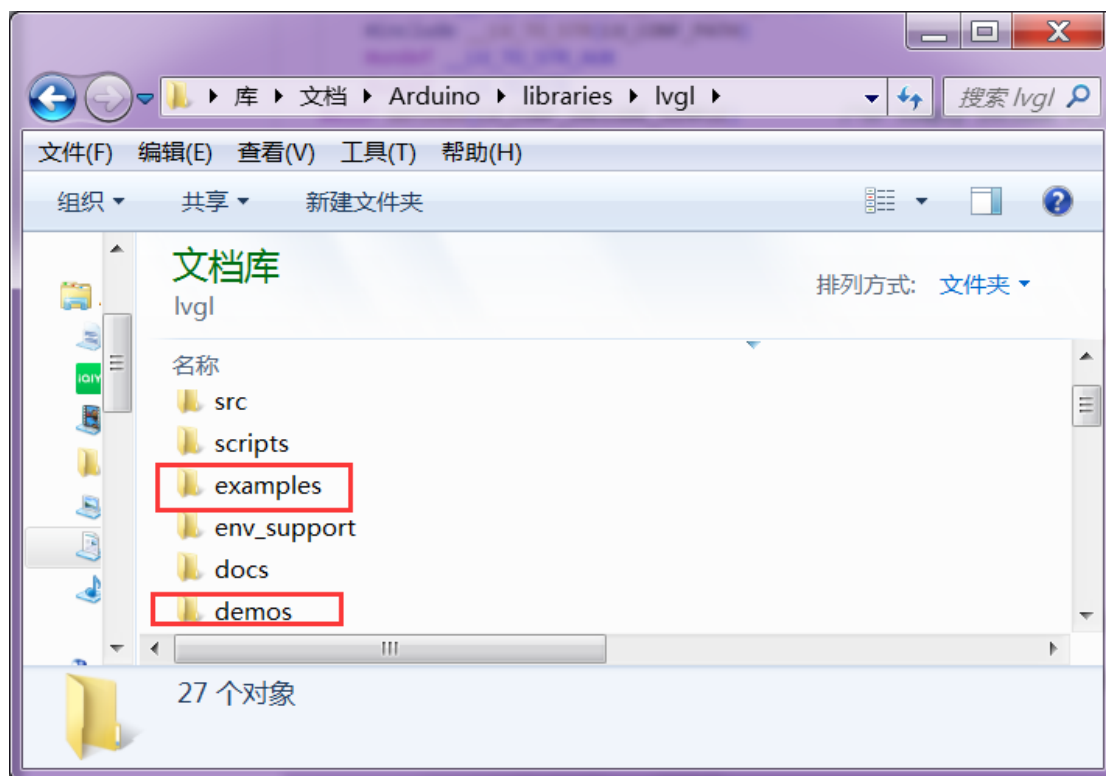 库 文档 Arduino libraries lvgl 搜索 lvgl
文件(F) 编辑(E) 查看(V) 工具(T) 帮助(H)
组织 共享 新建文件夹
文档库
lvgl
排列方式: 文件夹
名称
src
scripts
examples
env_support
docs
demos
27 个对象